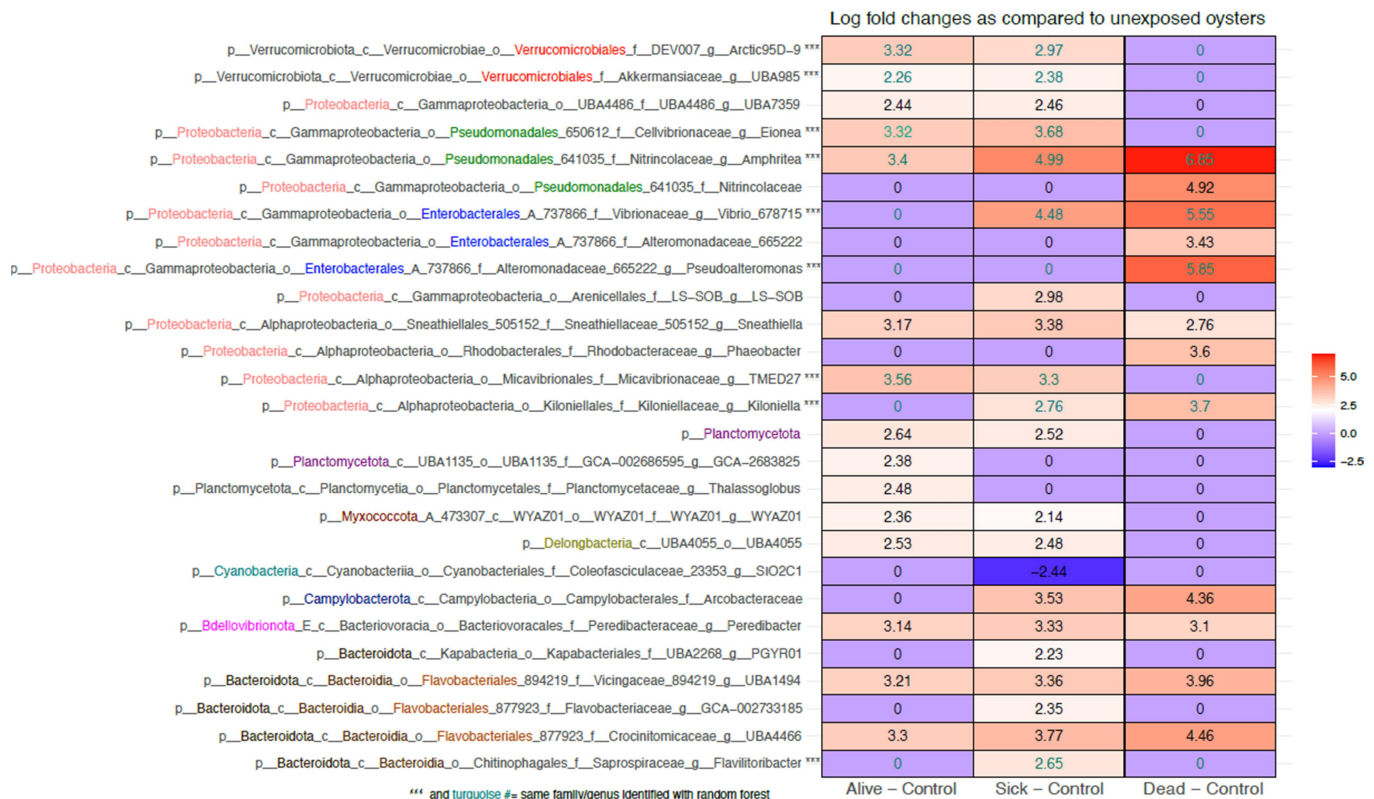 Log fold changes as compared to unexposed oysters
p__Verrucomicrobiota_c__Verrucomicrobiae_o__Verrucomicrobiales_f__DEV007_g__Arctic95D−9 *** 3.32 2.97 0
p__Verrucomicrobiota_c__Verrucomicrobiae_o__Verrucomicrobiales_f__Akkermansiaceae_g__UBA985 *** 2.26 2.38 0
p__Proteobacteria_c__Gammaproteobacteria_o__UBA4486_f__UBA4486_g__UBA7359 2.44 2.46 0
p__Proteobacteria_c__Gammaproteobacteria_o__Pseudomonadales_650612_f__Cellvibrionaceae_g__Eionea *** 3.32 3.68 0
p__Proteobacteria_c__Gammaproteobacteria_o__Pseudomonadales_641035_f__Nitrincolaceae_g__Amphritea *** 3.4 4.99 6.85
p__Proteobacteria_c__Gammaproteobacteria_o__Pseudomonadales_641035_f__Nitrincolaceae 0 0 4.92
p__Proteobacteria_c__Gammaproteobacteria_o__Enterobacterales_A_737866_f__Vibrionaceae_g__Vibrio_678715 *** 0 4.48 5.55
p__Proteobacteria_c__Gammaproteobacteria_o__Enterobacterales_A_737866_f__Alteromonadaceae_665222 0 0 3.43
p__Proteobacteria_c__Gammaproteobacteria_o__Enterobacterales_A_737866_f__Alteromonadaceae_665222_g__Pseudoalteromonas *** 0 0 5.85
p__Proteobacteria_c__Gammaproteobacteria_o__Arenicellales_f__LS−SOB_g__LS−SOB 0 2.98 0
p__Proteobacteria_c__Alphaproteobacteria_o__Sneathiellales_505152_f__Sneathiellaceae_505152_g__Sneathiella 3.17 3.38 2.76
p__Proteobacteria_c__Alphaproteobacteria_o__Rhodobacterales_f__Rhodobacteraceae_g__Phaeobacter 0 0 3.6
p__Proteobacteria_c__Alphaproteobacteria_o__Micavibrionales_f__Micavibrionaceae_g__TMED27 *** 3.56 3.3 0
p__Proteobacteria_c__Alphaproteobacteria_o__Kiloniellales_f__Kiloniellaceae_g__Kiloniella *** 0 2.76 3.7
p__Planctomycetota 2.64 2.52 0
p__Planctomycetota_c__UBA1135_o__UBA1135_f__GCA−002686595_g__GCA−2683825 2.38 0 0
p__Planctomycetota_c__Planctomycetia_o__Planctomycetales_f__Planctomycetaceae_g__Thalassoglobus 2.48 0 0
p__Myxococcota_A_473307_c__WYAZ01_o__WYAZ01_f__WYAZ01_g__WYAZ01 2.36 2.14 0
p__Delongbacteria_c__UBA4055_o__UBA4055 2.53 2.48 0
p__Cyanobacteria_c__Cyanobacteriia_o__Cyanobacteriales_f__Coleofasciculaceae_23353_g__SIO2C1 0 −2.44 0
p__Campylobacterota_c__Campylobacteria_o__Campylobacterales_f__Arcobacteraceae 0 3.53 4.36
p__Bdellovibrionota_E_c__Bacteriovoracia_o__Bacteriovoracales_f__Peredibacteraceae_g__Peredibacter 3.14 3.33 3.1
p__Bacteroidota_c__Kapabacteria_o__Kapabacteriales_f__UBA2268_g__PGYR01 0 2.23 0
p__Bacteroidota_c__Bacteroidia_o__Flavobacteriales_894219_f__Vicingaceae_894219_g__UBA1494 3.21 3.36 3.96
p__Bacteroidota_c__Bacteroidia_o__Flavobacteriales_877923_f__Flavobacteriaceae_g__GCA−002733185 0 2.35 0
p__Bacteroidota_c__Bacteroidia_o__Flavobacteriales_877923_f__Crocinitomicaceae_g__UBA4466 3.3 3.77 4.46
p__Bacteroidota_c__Bacteroidia_o__Chitinophagales_f__Saprospiraceae_g__Flavilitoribacter *** 0 2.65 0
Alive − Control Sick − Control Dead − Control
*** and turquoise #= same family/genus identified with random forest
5.0
2.5
0.0
−2.5